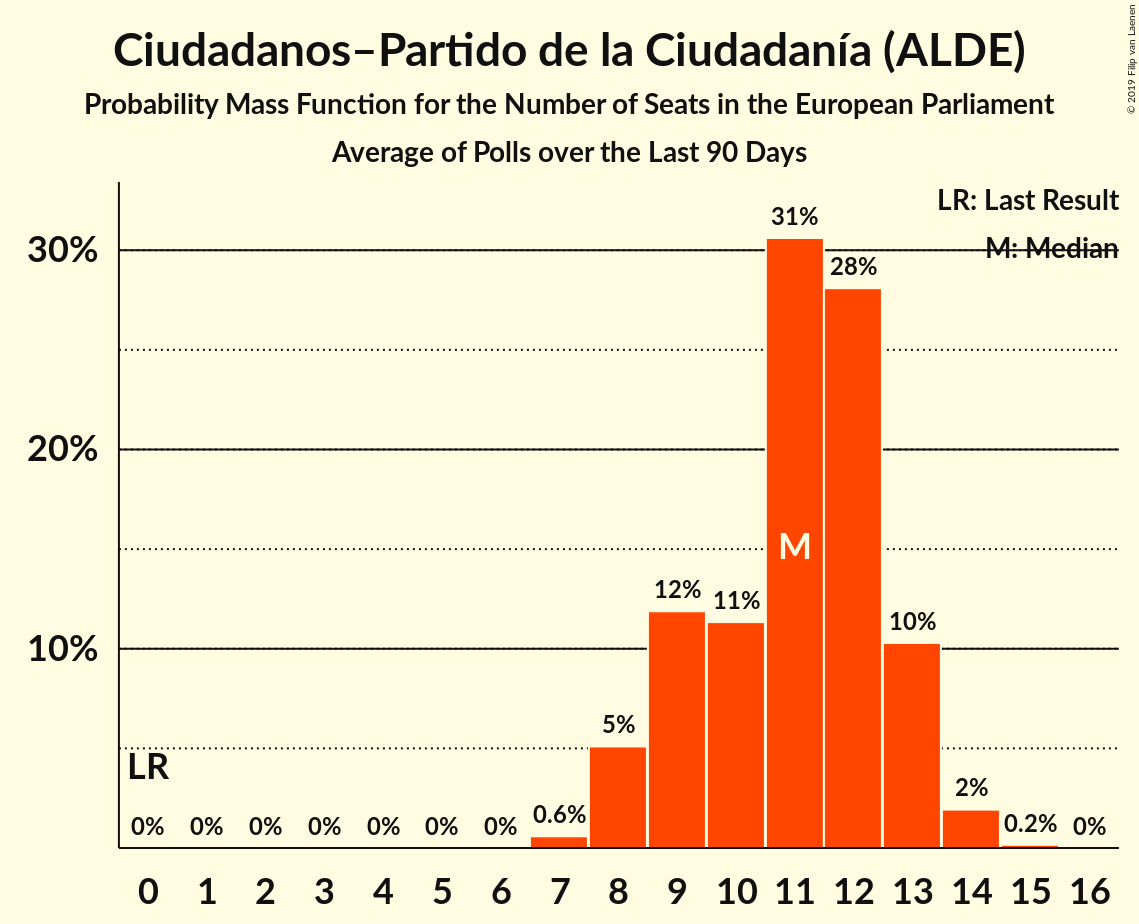 Ciudadanos–Partido de la Ciudadanía (ALDE)
Probability Mass Function for the Number of Seats in the European Parliament
Average of Polls over the Last 90 Days
© 2019 Filip van Laenen
LR: Last Result
M: Median
30%
20%
10%
31%
28%
12%
11%
10%
5%
2%
0.6%
0.2%
0% 0% 0% 0% 0% 0% 0% 0%
M
LR
0 1 2 3 4 5 6 7 8 9 10 11 12 13 14 15 16